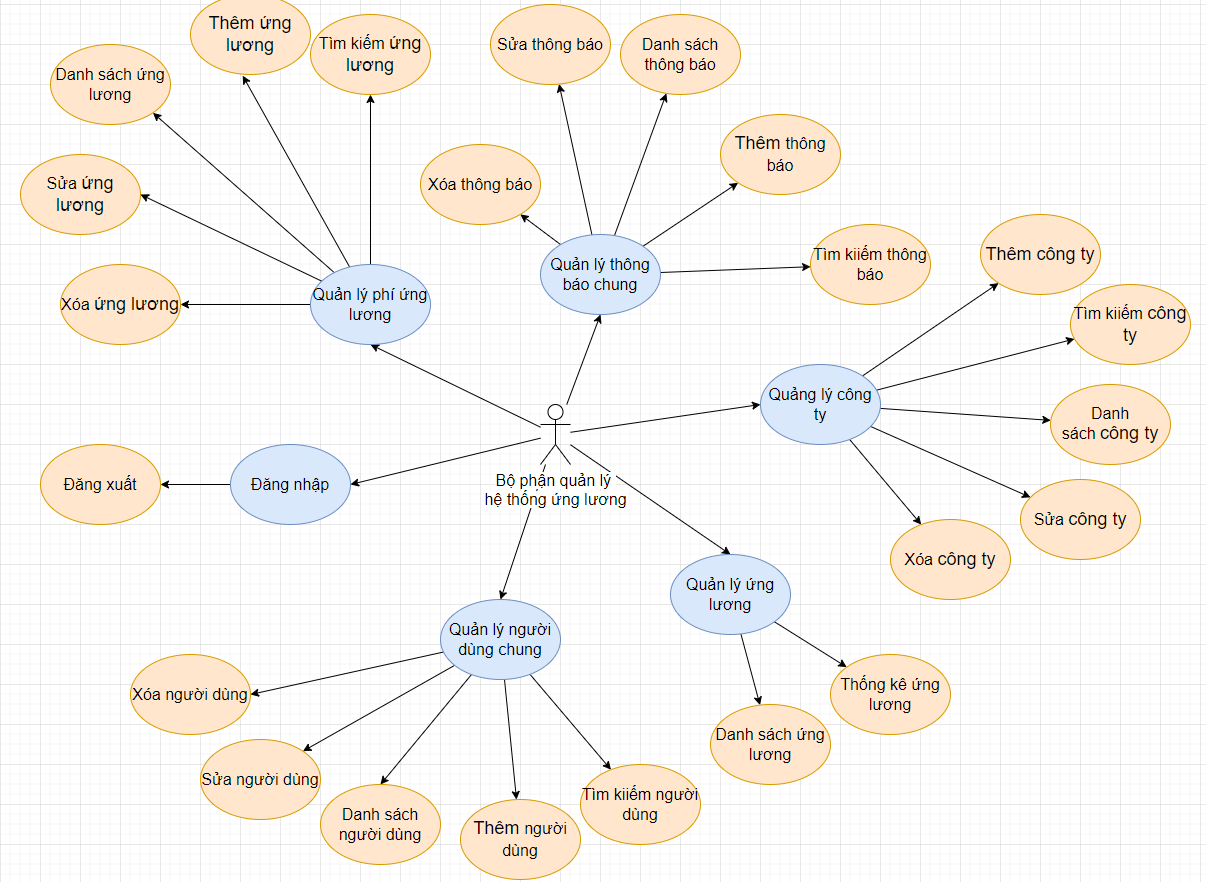 Thêm ứng
lương
Tìm kiếm ứng
lương
Danh sách ứng
lương
Sửa ứng
lương
Xóa ứng lương
Quản lý phí ứng
lương
Sửa thông báo
Danh sách
thông báo
Thêm thông
báo
Xóa thông báo
Tìm kiiếm thông
báo
Quản lý thông
báo chung
Thêm công ty
Tìm kiiếm công
ty
Quảng lý công
ty
Danh
sách công ty
Sửa công ty
Xóa công ty
Đăng xuất
Đăng nhập
Bộ phận quản lý
hệ thống ứng lương
Quản lý ứng
lương
Thống kê ứng
lương
Danh sách ứng
lương
Quản lý người
dùng chung
Xóa người dùng
Sửa người dùng
Danh sách
người dùng
Thêm người
dùng
Tìm kiiếm người
dùng